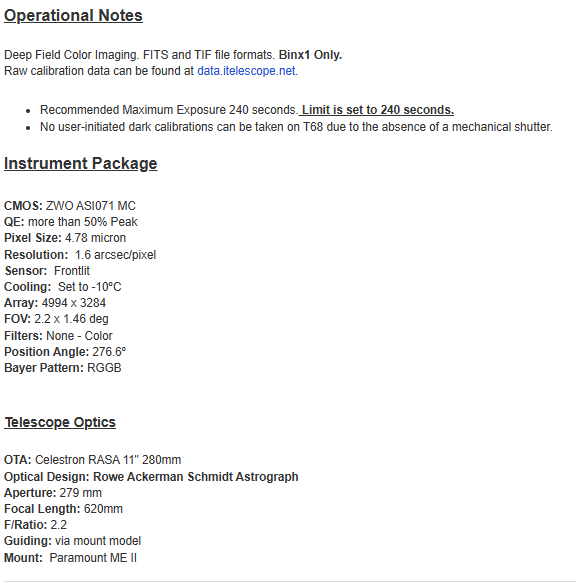 Operational Notes
Deep Field Color Imaging. FITS and TIF file formats. Binx1 Only.
Raw calibration data can be found at data.itelescope.net.
• Recommended Maximum Exposure 240 seconds. Limit is set to 240 seconds.
• No user-initiated dark calibrations can be taken on T68 due to the absence of a mechanical shutter.
Instrument Package
CMOS: ZWO ASI071 MC
QE: more than 50% Peak
Pixel Size: 4.78 micron
Resolution:  1.6 arcsec/pixel
Sensor:  Frontlit
Cooling:  Set to -10ºC
Array: 4994 x 3284
FOV: 2.2 x 1.46 deg
Filters: None - Color
Position Angle: 276.6º
Bayer Pattern: RGGB
Telescope Optics
OTA: Celestron RASA 11" 280mm
Optical Design: Rowe Ackerman Schmidt Astrograph
Aperture: 279 mm
Focal Length: 620mm
F/Ratio: 2.2
Guiding: via mount model
Mount:  Paramount ME II